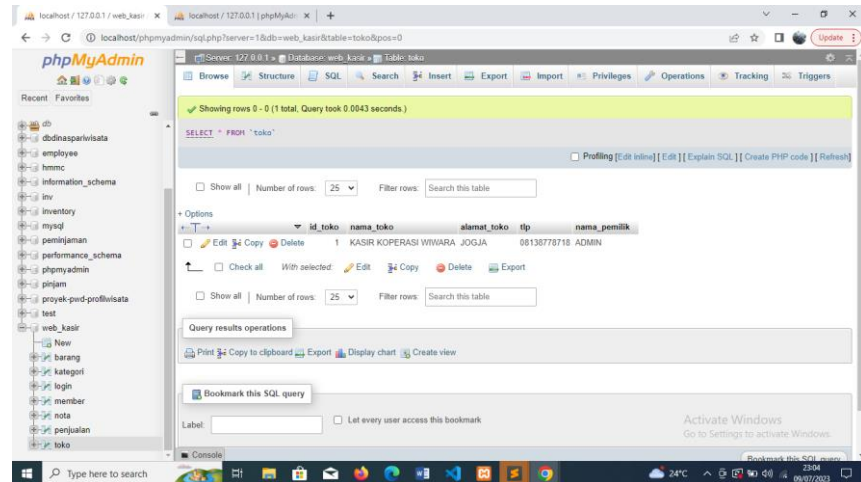 localhost / 127.0.0.1 / web_kasir
localhost / 127.0.0.1 | phpMyAdm
localhost/phpmyadmin/sql.php?server=1&db=web_kasir&table=toko&pos=0
Update
phpMyAdmin
Recent Favorites
db
dbdinaspariwisata
employee
hmmc
information_schema
inv
inventory
mysql
peminjaman
performance_schema
phpmyadmin
pinjam
proyek-pwd-profilwisata
test
web_kasir
New
barang
kategori
login
member
nota
penjualan
toko
Server: 127.0.0.1 » Database: web_kasir » Table: toko
Browse Structure SQL Search Insert Export Import Privileges Operations Tracking Triggers
Showing rows 0 - 0 (1 total, Query took 0.0043 seconds.)
SELECT * FROM `toko`
Profiling [Edit inline] [ Edit ] [ Explain SQL ] [ Create PHP code ] [ Refresh]
Show all | Number of rows: 25 Filter rows: Search this table
+ Options
id_toko nama_toko alamat_toko tlp nama_pemilik
Edit Copy Delete 1 KASIR KOPERASI WIWARA JOGJA 08138778718 ADMIN
Check all With selected: Edit Copy Delete Export
Show all | Number of rows: 25 Filter rows: Search this table
Query results operations
Print Copy to clipboard Export Display chart Create view
Bookmark this SQL query
Label: Let every user access this bookmark
Activate Windows
Go to Settings to activate Windows.
Bookmark this SQL query
Console
Type here to search
24°C
23:04
09/07/2023